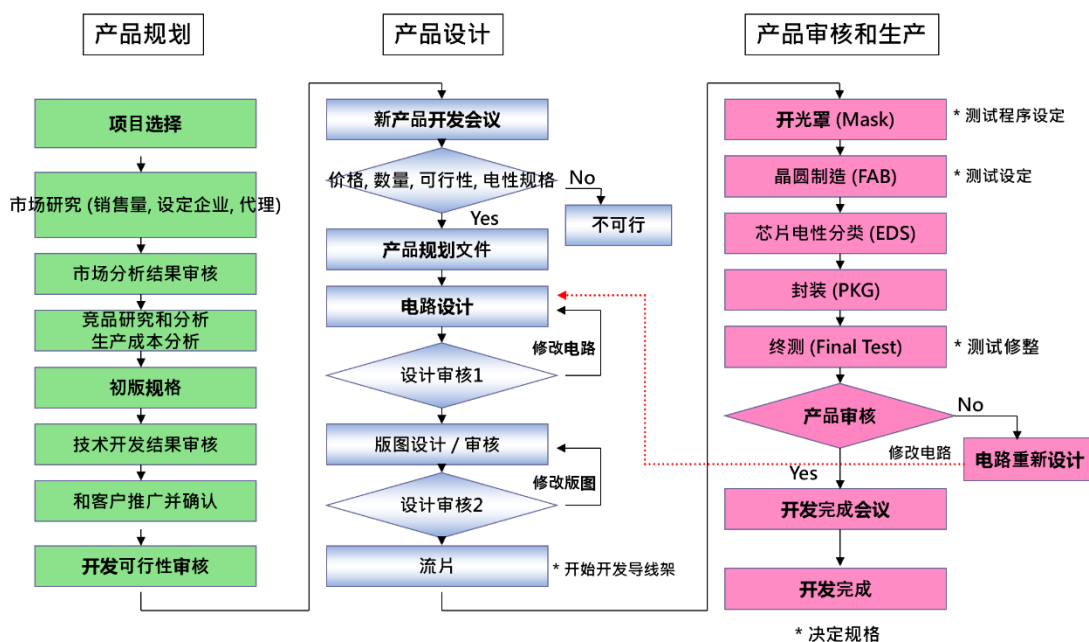 产品规划
项目选择
市场研究 (销售量, 设定企业, 代理)
市场分析结果审核
竞品研究和分析
生产成本分析
初版规格
技术开发结果审核
和客户推广并确认
开发可行性审核
产品设计
新产品开发会议
价格, 数量, 可行性, 电性规格
No
不可行
Yes
产品规划文件
电路设计
修改电路
设计审核1
版图设计 / 审核
修改版图
设计审核2
流片
* 开始开发导线架
产品审核和生产
开光罩 (Mask)
* 测试程序设定
晶圆制造 (FAB)
* 测试设定
芯片电性分类 (EDS)
封装 (PKG)
终测 (Final Test)
* 测试修整
产品审核
No
修改电路
电路重新设计
Yes
开发完成会议
开发完成
* 决定规格